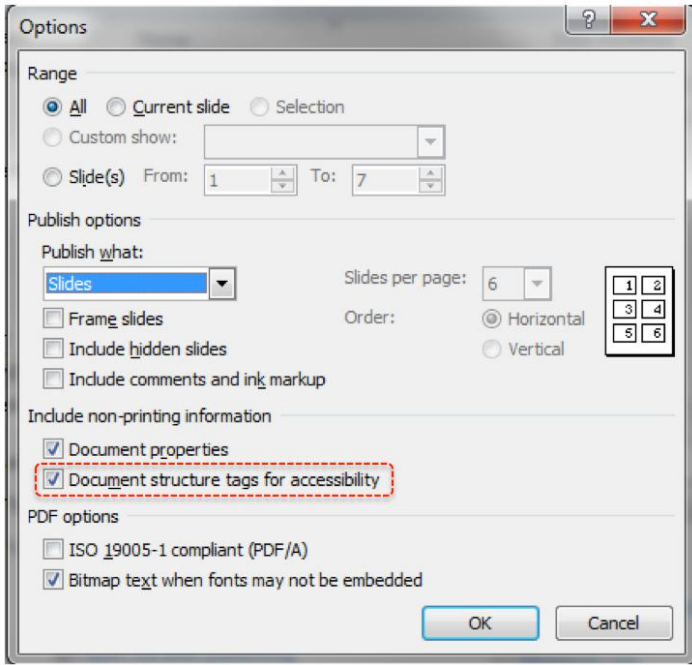 Options
Range
All Current slide Selection
Custom show:
Slide(s) From: 1 To: 7
Publish options
Publish what:
Slides Slides per page: 6
Frame slides Order: Horizontal
Include hidden slides Vertical
Include comments and ink markup
1 2
3 4
5 6
Include non-printing information
Document properties
Document structure tags for accessibility
PDF options
ISO 19005-1 compliant (PDF/A)
Bitmap text when fonts may not be embedded
OK Cancel